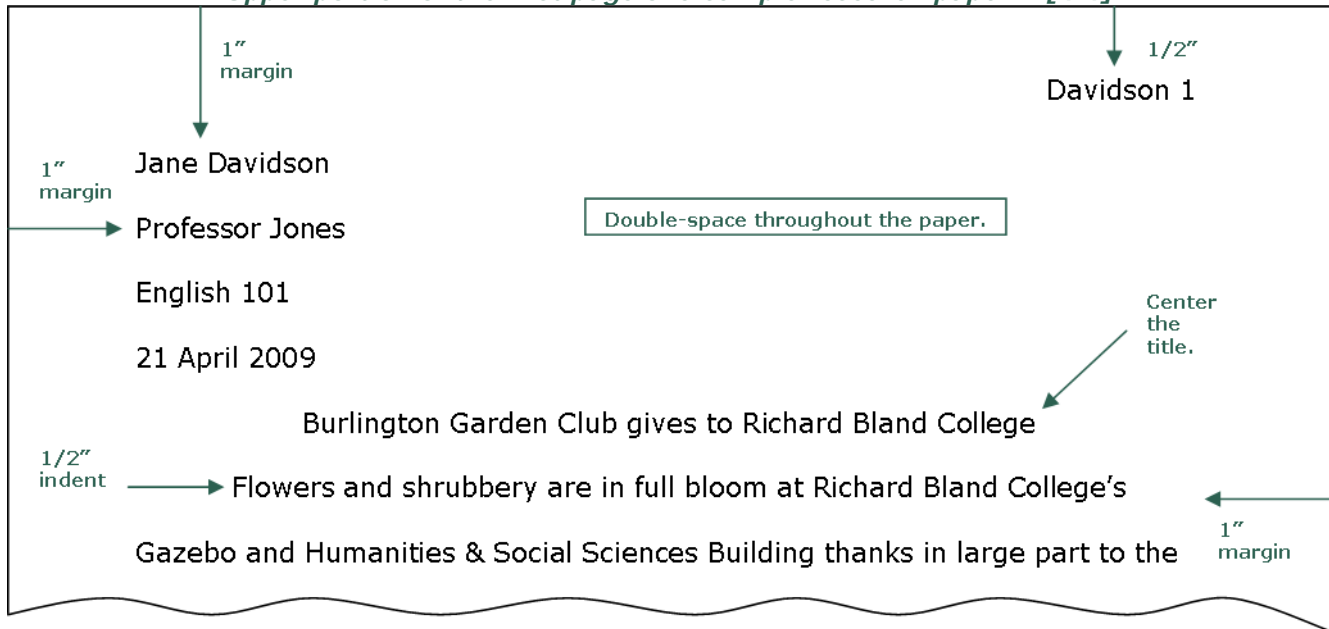 1″
margin
1/2″
Davidson 1
1″
margin
Jane Davidson
Professor Jones
Double-space throughout the paper.
English 101
Center
the
title.
21 April 2009
Burlington Garden Club gives to Richard Bland College
1/2″
indent
Flowers and shrubbery are in full bloom at Richard Bland College’s
Gazebo and Humanities & Social Sciences Building thanks in large part to the
1″
margin